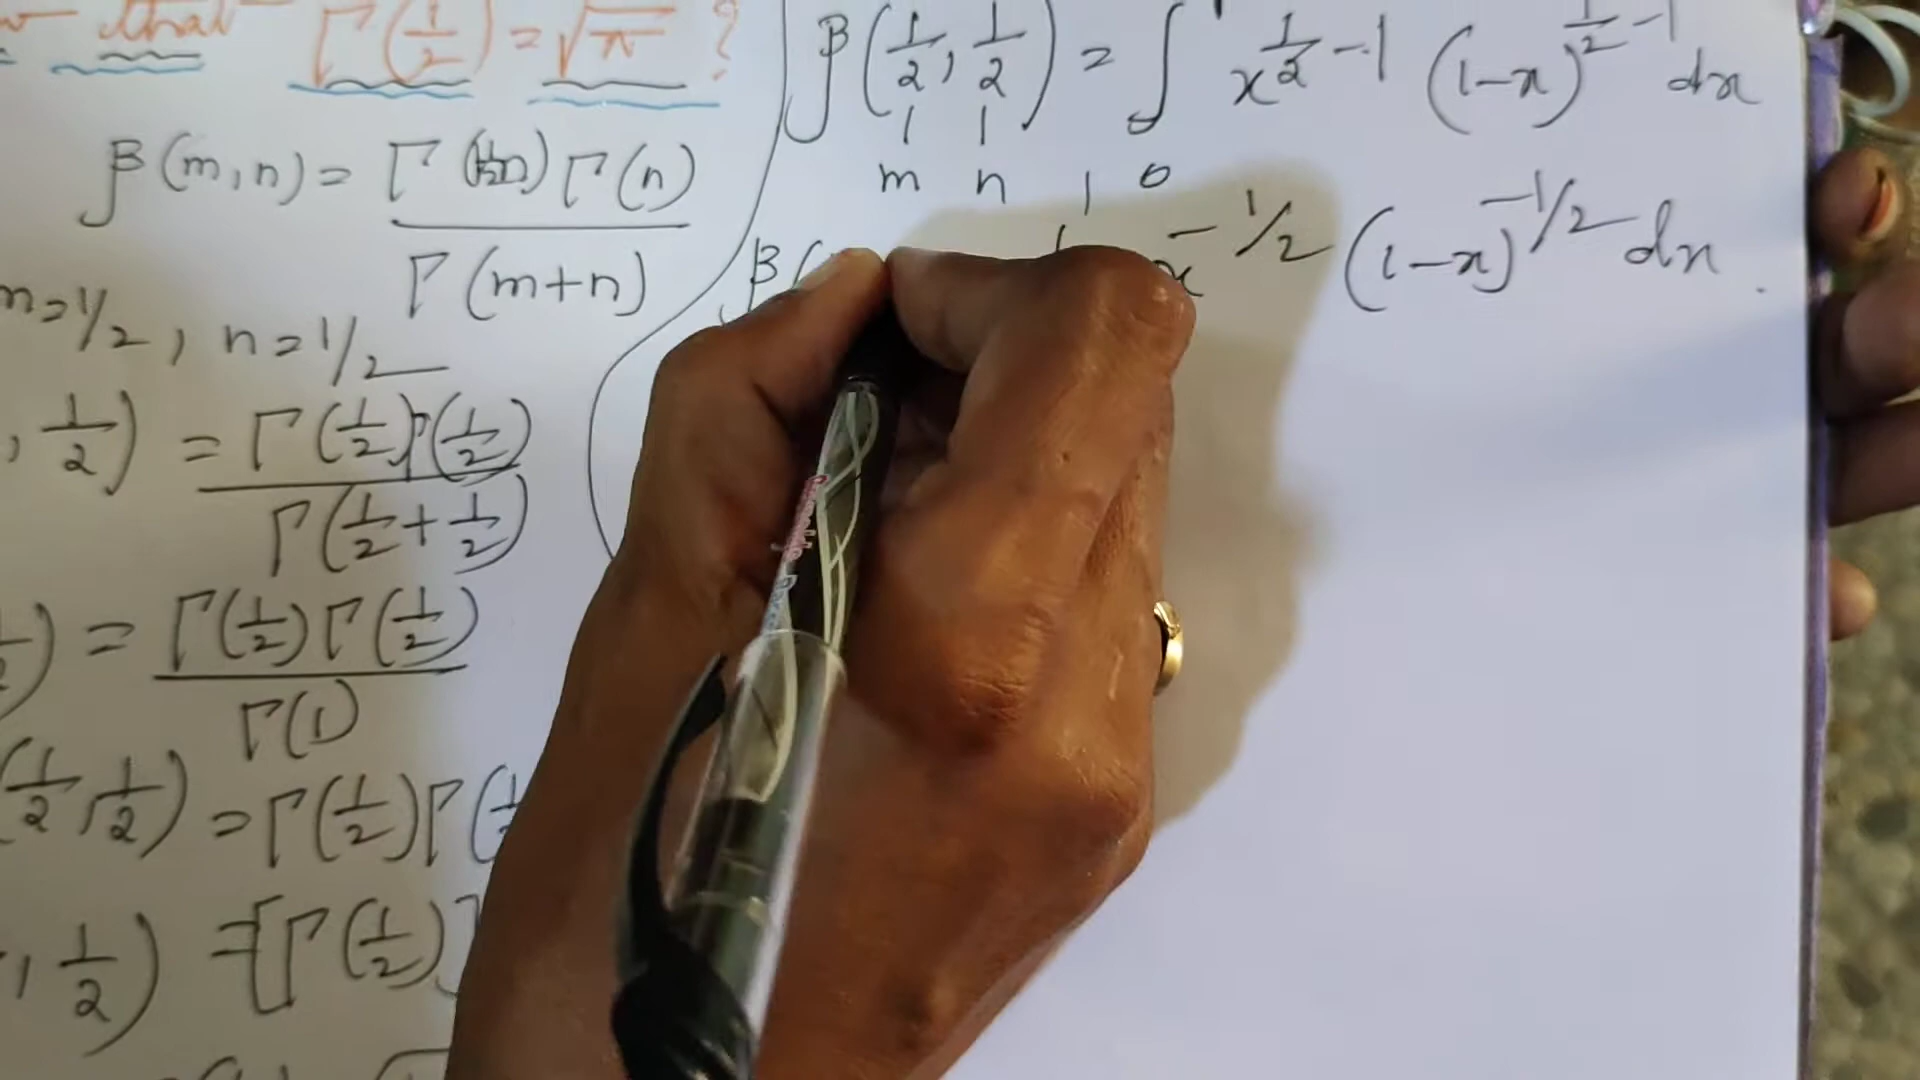 that Γ(1/2) = √π ?
β(m,n) = Γ(m) Γ(n) / Γ(m+n)
m=1/2, n=1/2
, 1/2) = Γ(1/2)Γ(1/2) / Γ(1/2 + 1/2)
) = Γ(1/2)Γ(1/2) / Γ(1)
(1/2, 1/2) = Γ(1/2)Γ(
, 1/2) = [Γ(1/2)]
β(1/2, 1/2) = ∫ x^(1/2 -1) (1-x)^(1/2 -1) dx
m n 0
β( x^(-1/2) (1-x)^(-1/2) dx